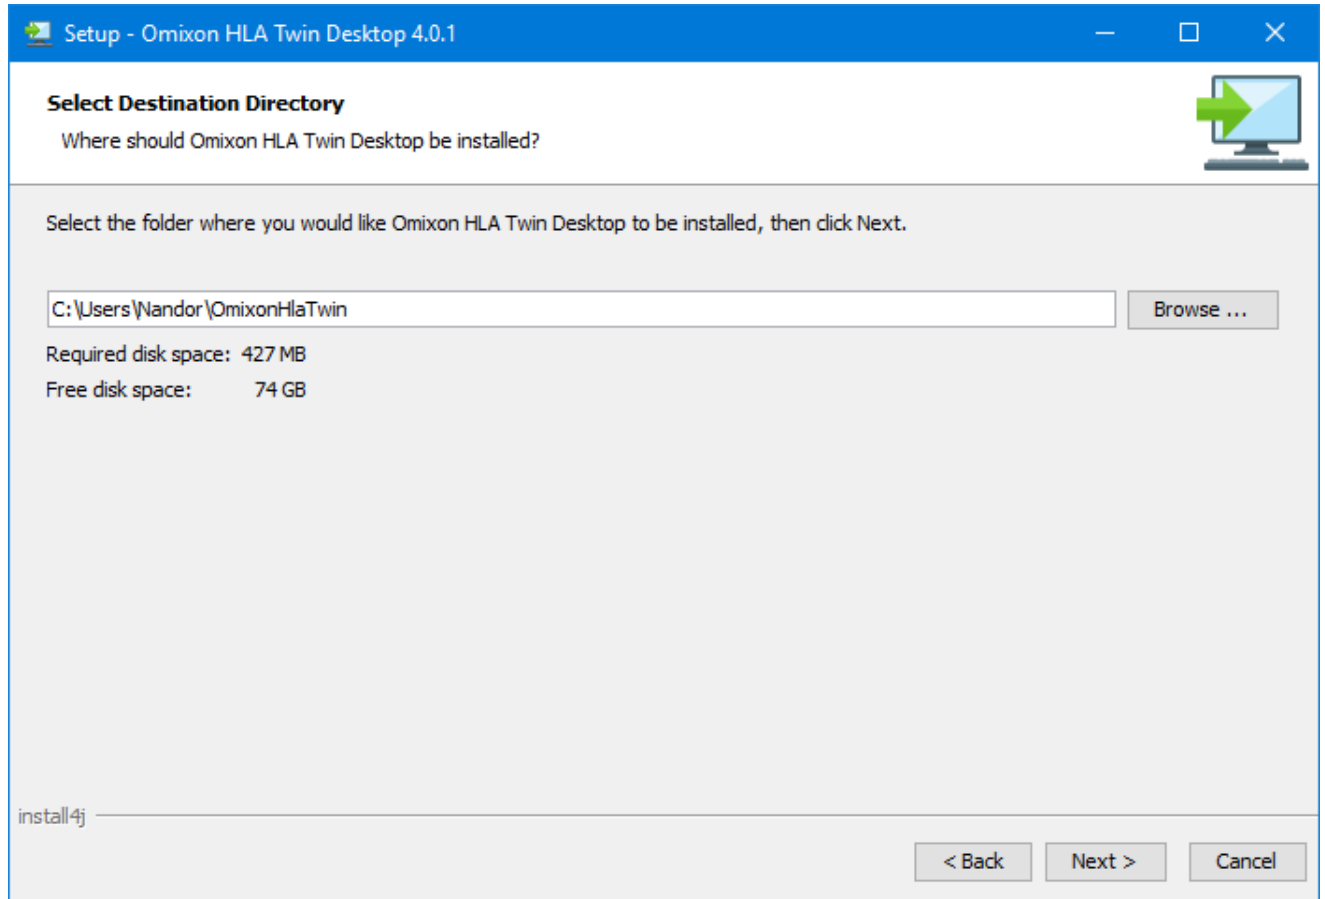 Setup - Omixon HLA Twin Desktop 4.0.1
Select Destination Directory
Where should Omixon HLA Twin Desktop be installed?
Select the folder where you would like Omixon HLA Twin Desktop to be installed, then click Next.
C:\Users\Nandor\OmixonHlaTwin
Browse ...
Required disk space: 427 MB
Free disk space: 74 GB
install4j
< Back Next > Cancel